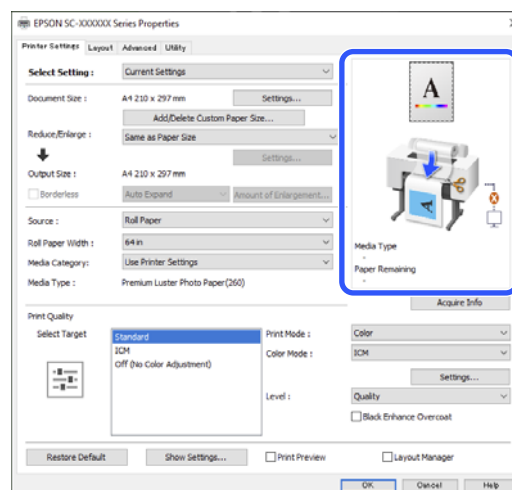 EPSON SC-XXXXXX Series Properties
Printer Settings Layout Advanced Utility
Select Setting : Current Settings
Document Size : A4 210 x 297 mm Settings...
Add/Delete Custom Paper Size...
Reduce/Enlarge : Same as Paper Size
Settings...
Output Size : A4 210 x 297 mm
Borderless Auto Expand Amount of Enlargement...
Source : Roll Paper
Roll Paper Width : 64 in
Media Category: Use Printer Settings
Media Type : Premium Luster Photo Paper(260)
A
A
Media Type
-
Paper Remaining
-
Acquire Info
Print Quality
Select Target
Standard
ICM
Off (No Color Adjustment)
Print Mode : Color
Color Mode : ICM
Settings...
Level : Quality
Black Enhance Overcoat
Restore Default Show Settings... Print Preview Layout Manager
OK Cancel Help